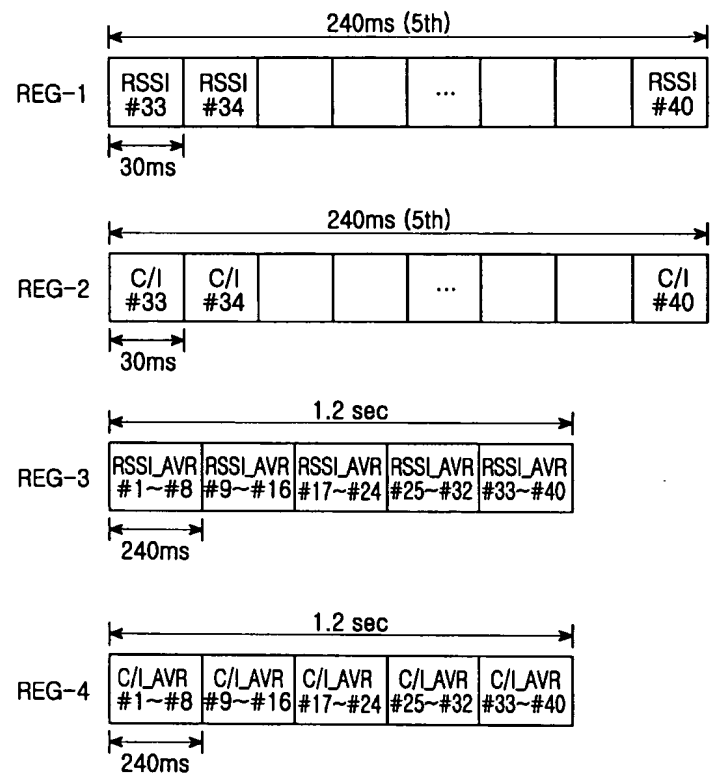 240ms (5th)
REG-1
RSSI #33
RSSI #34
...
RSSI #40
30ms
240ms (5th)
REG-2
C/I #33
C/I #34
...
C/I #40
30ms
1.2 sec
REG-3
RSSI_AVR #1~#8
RSSI_AVR #9~#16
RSSI_AVR #17~#24
RSSI_AVR #25~#32
RSSI_AVR #33~#40
240ms
1.2 sec
REG-4
C/I_AVR #1~#8
C/I_AVR #9~#16
C/I_AVR #17~#24
C/I_AVR #25~#32
C/I_AVR #33~#40
240ms